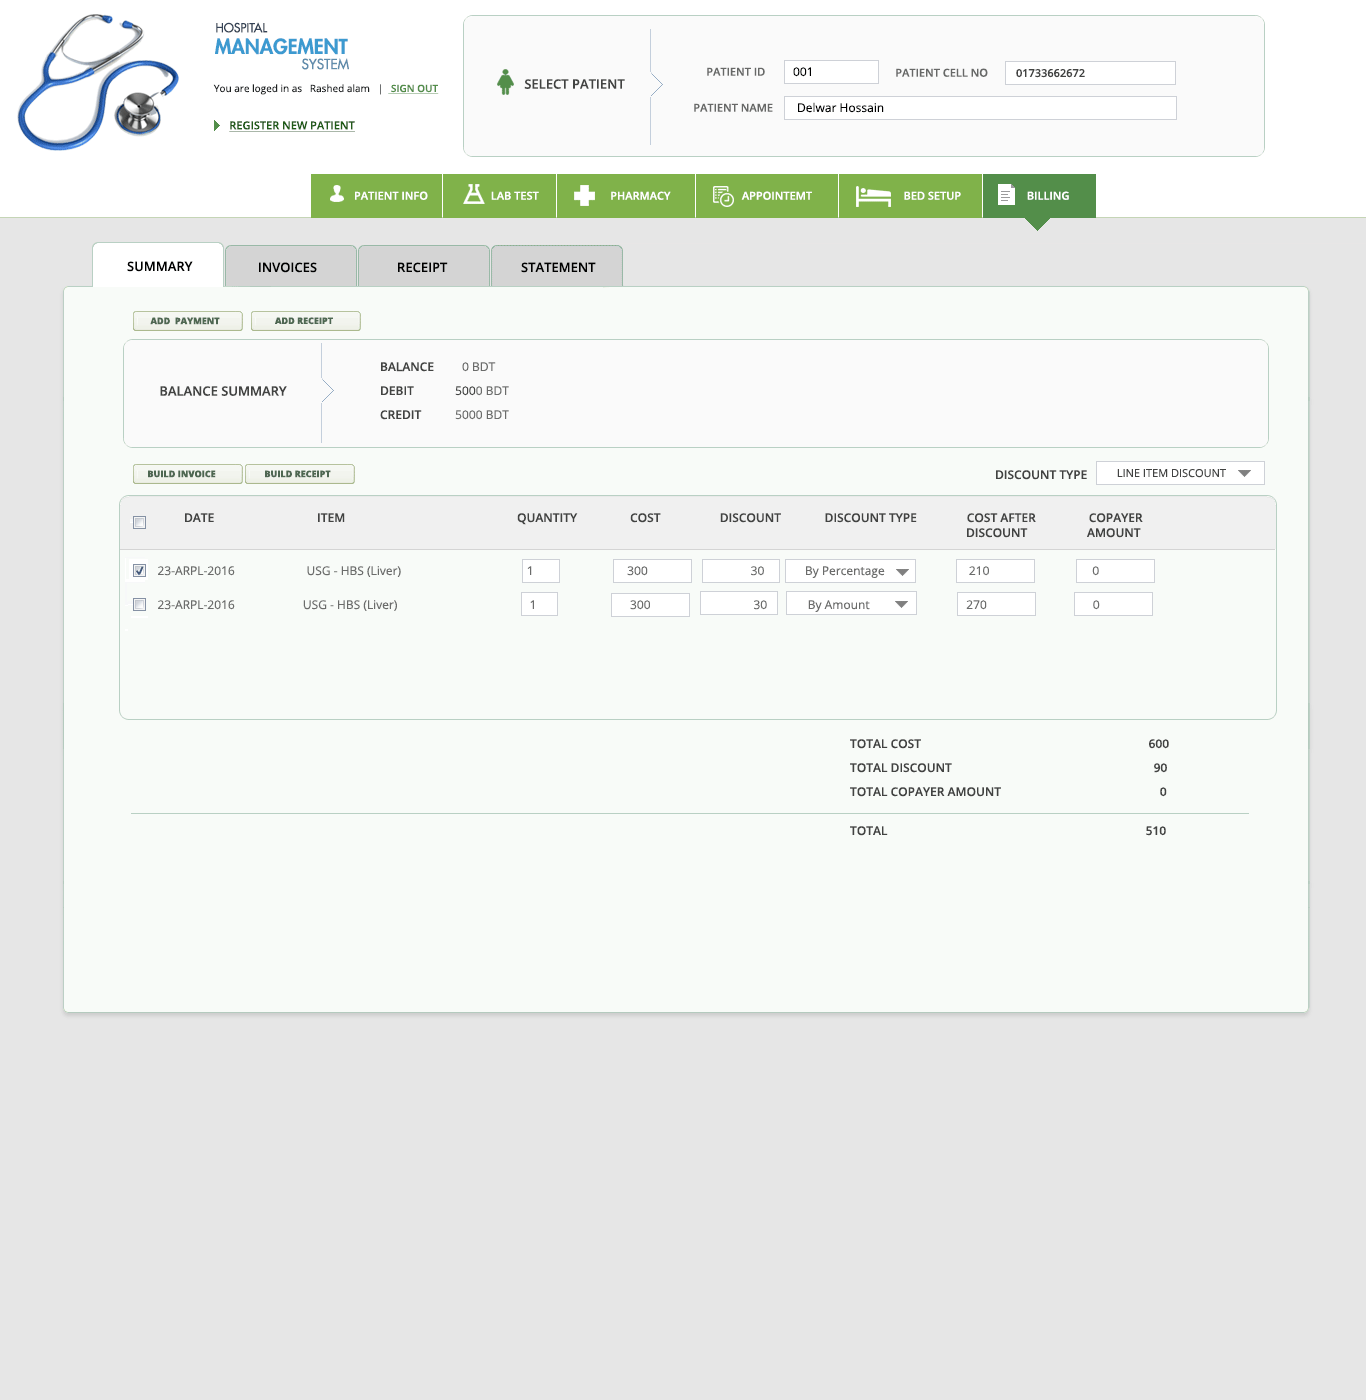 HOSPITAL
MANAGEMENT
SYSTEM
You are loged in as Rashed alam | SIGN OUT
REGISTER NEW PATIENT
SELECT PATIENT
PATIENT ID 001 PATIENT CELL NO 01733662672
PATIENT NAME Delwar Hossain
PATIENT INFO LAB TEST PHARMACY APPOINTEMT BED SETUP BILLING
SUMMARY INVOICES RECEIPT STATEMENT
ADD PAYMENT ADD RECEIPT
BALANCE SUMMARY
BALANCE 0 BDT
DEBIT 5000 BDT
CREDIT 5000 BDT
BUILD INVOICE BUILD RECEIPT DISCOUNT TYPE LINE ITEM DISCOUNT
DATE ITEM QUANTITY COST DISCOUNT DISCOUNT TYPE COST AFTER DISCOUNT COPAYER AMOUNT
23-ARPL-2016 USG - HBS (Liver) 1 300 30 By Percentage 210 0
23-ARPL-2016 USG - HBS (Liver) 1 300 30 By Amount 270 0
TOTAL COST 600
TOTAL DISCOUNT 90
TOTAL COPAYER AMOUNT 0
TOTAL 510